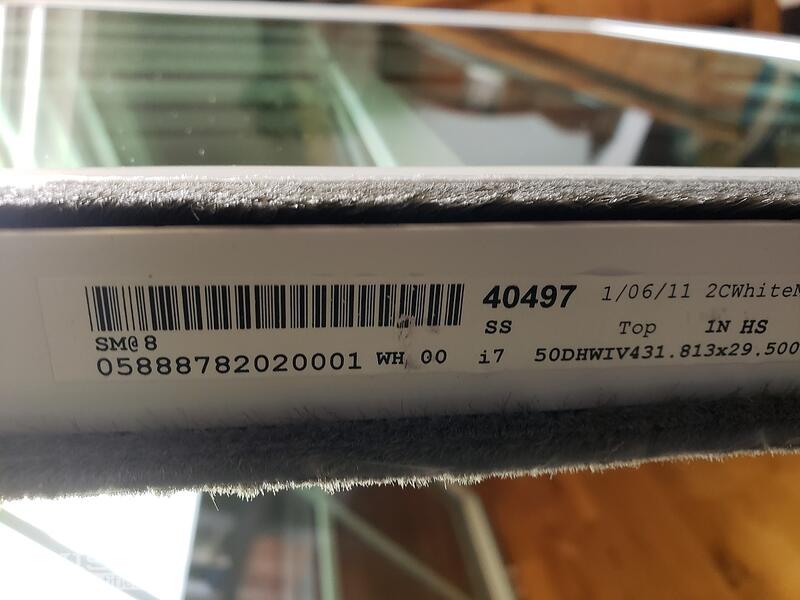 40497 1/06/11 2CWhite
SS Top 1N HS
SM@8
05888782020001 WH 00 i7 50DHWIV431.813x29.500